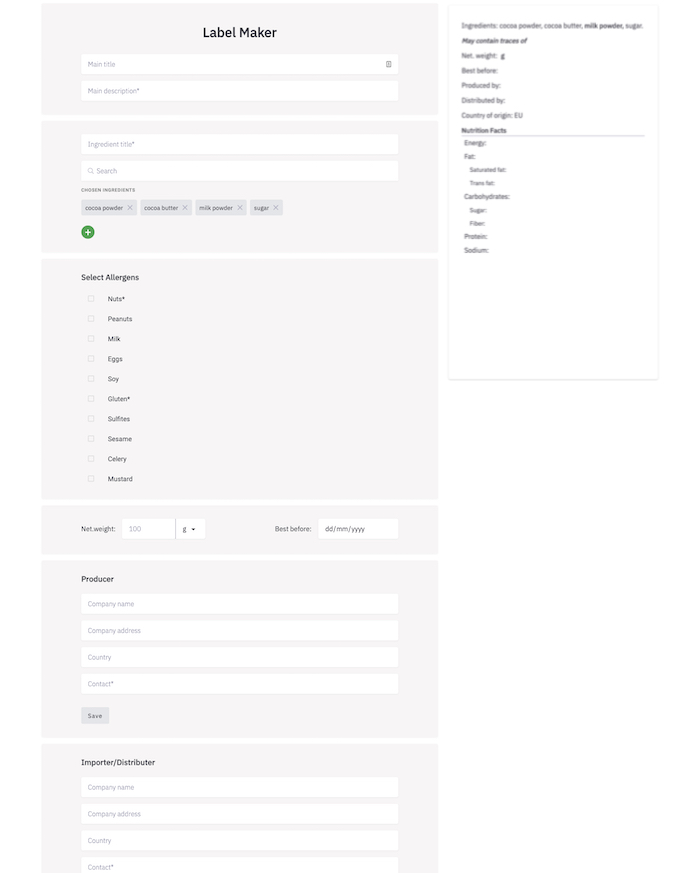 Label Maker
Main title
Main description*
Ingredient title*
Search
CHOSEN INGREDIENTS
cocoa powder
cocoa butter
milk powder
sugar
Select Allergens
Nuts*
Peanuts
Milk
Eggs
Soy
Gluten*
Sulfites
Sesame
Celery
Mustard
Net.weight: 100 g
Best before: dd/mm/yyyy
Producer
Company name
Company address
Country
Contact*
Save
Importer/Distributer
Company name
Company address
Country
Contact*
Ingredients: cocoa powder, cocoa butter, milk powder, sugar.
May contain traces of
Net. weight: g
Best before:
Produced by:
Distributed by:
Country of origin: EU
Nutrition Facts
Energy:
Fat:
Saturated fat:
Trans fat:
Carbohydrates:
Sugar:
Fiber:
Protein:
Sodium: